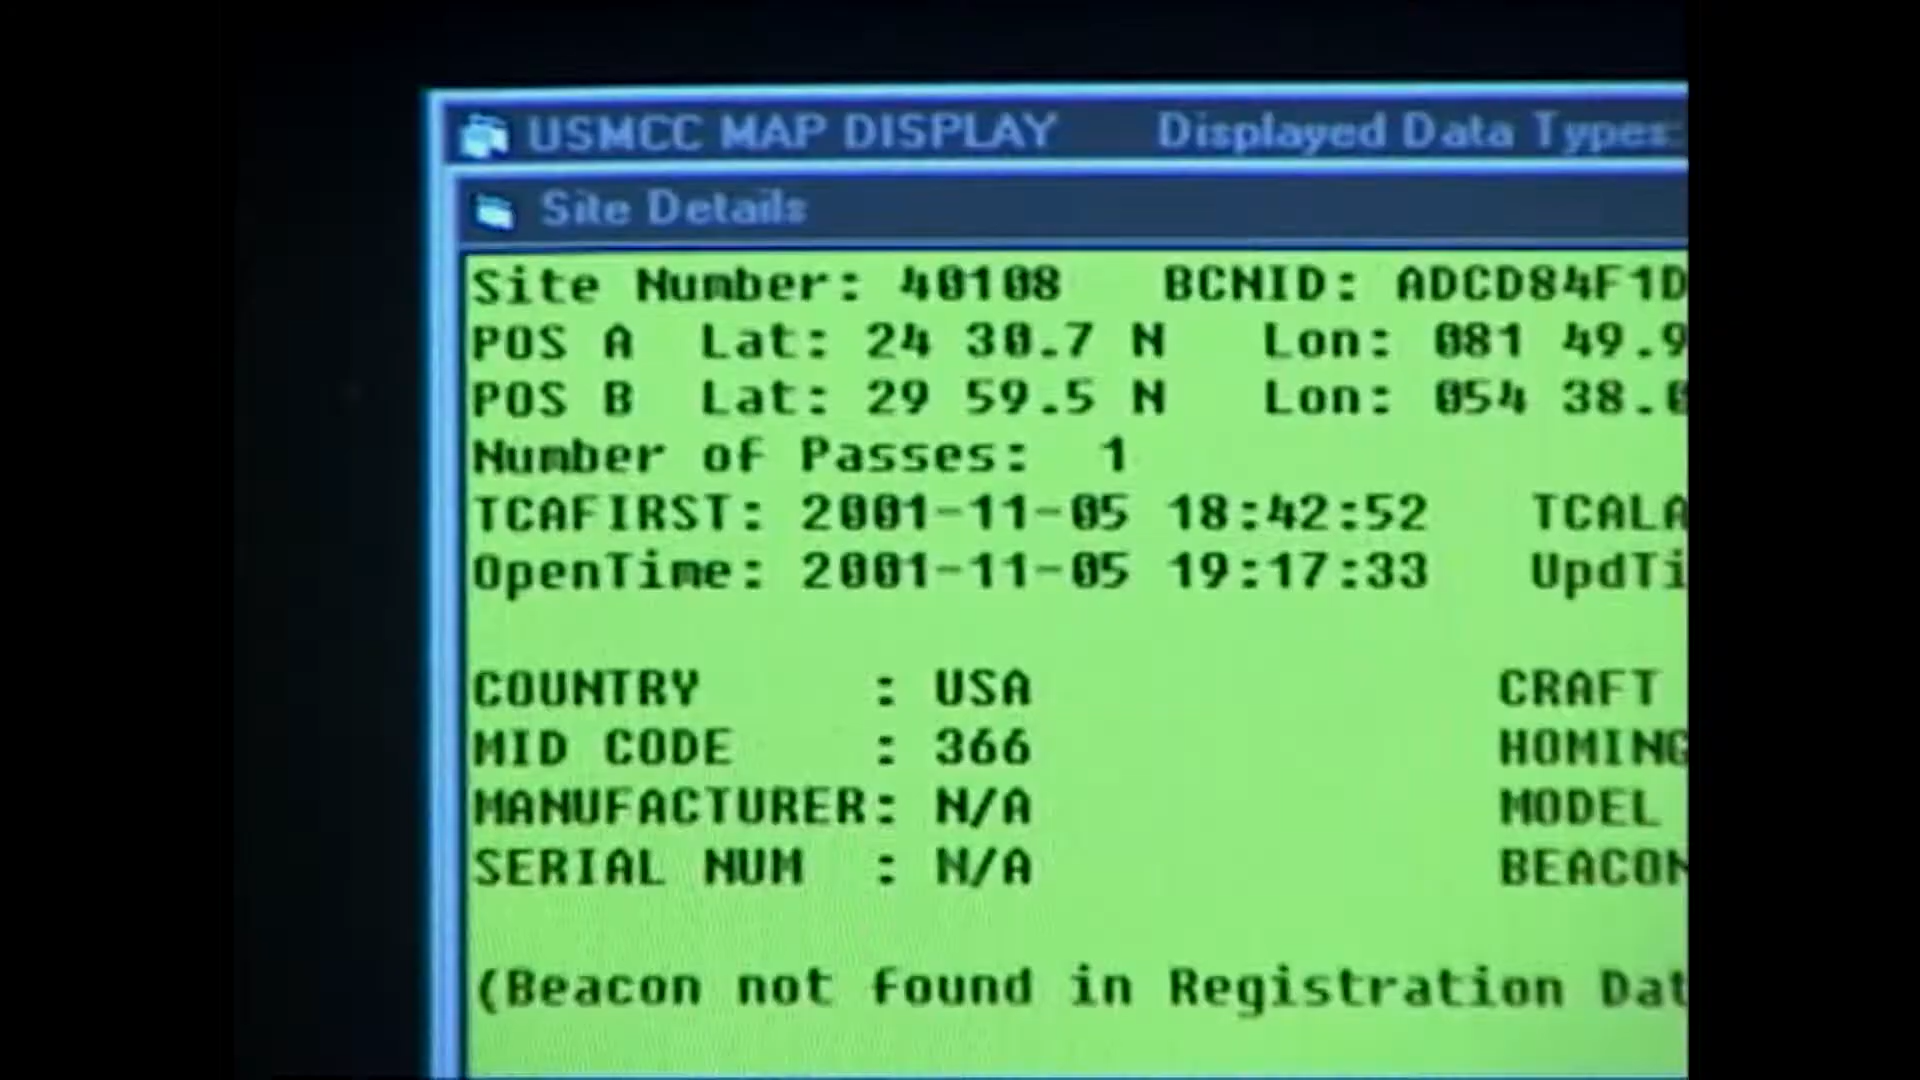 USMCC MAP DISPLAY Displayed Data Types:
Site Details
Site Number: 40108 BCNID: ADCD84F1D
POS A Lat: 24 30.7 N Lon: 081 49.9
POS B Lat: 29 59.5 N Lon: 054 38.0
Number of Passes: 1
TCAFIRST: 2001-11-05 18:42:52 TCALA
OpenTime: 2001-11-05 19:17:33 UpdTi
COUNTRY : USA CRAFT
MID CODE : 366 HOMING
MANUFACTURER: N/A MODEL
SERIAL NUM : N/A BEACON
(Beacon not found in Registration Dat